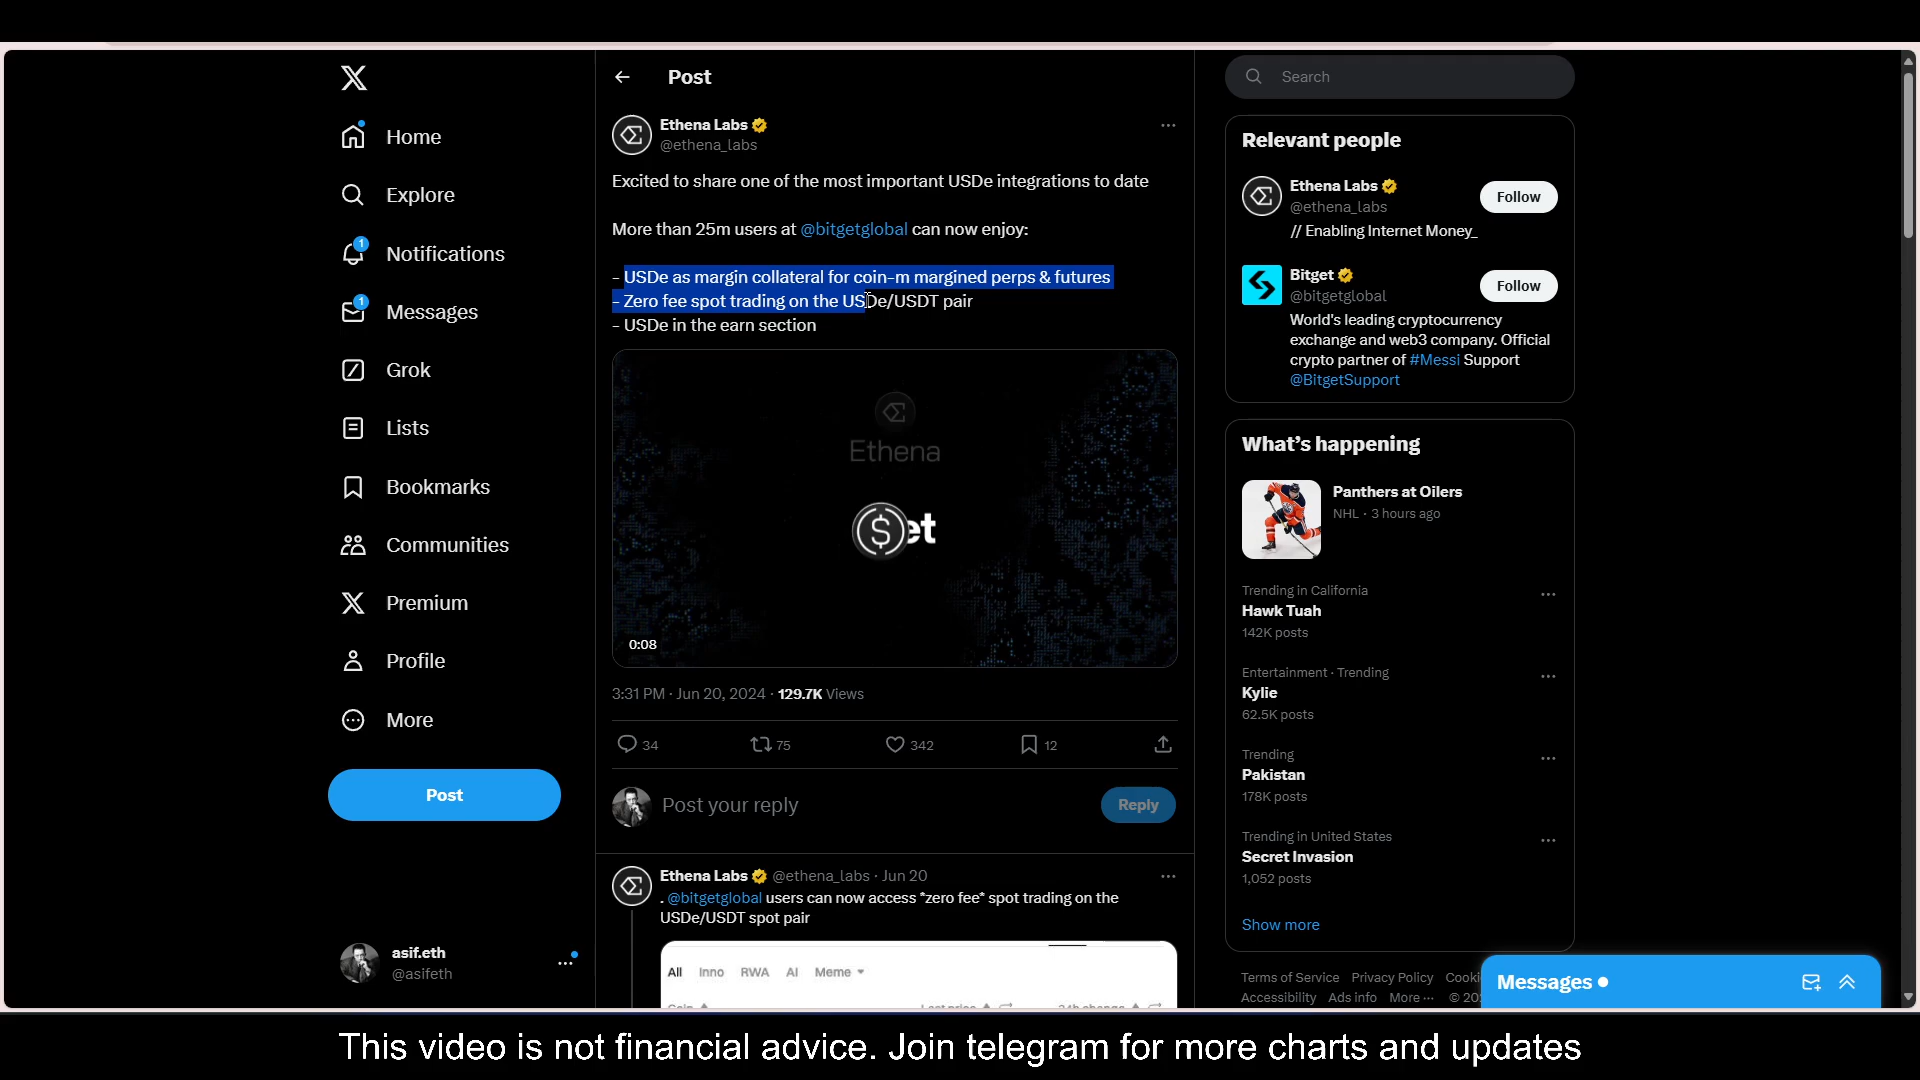 Home
Explore
1
Notifications
1
Messages
Grok
Lists
Bookmarks
Communities
Premium
Profile
More
Post
asif.eth
@asifeth
Post
Ethena Labs
@ethena_labs
Excited to share one of the most important USDe integrations to date
More than 25m users at @bitgetglobal can now enjoy:
- USDe as margin collateral for coin-m margined perps & futures
- Zero fee spot trading on the USDe/USDT pair
- USDe in the earn section
Ethena
et
0:08
3:31 PM · Jun 20, 2024 · 129.7K Views
34 75 342 12
Post your reply
Reply
Ethena Labs @ethena_labs · Jun 20
. @bitgetglobal users can now access *zero fee* spot trading on the
USDe/USDT spot pair
All Inno RWA AI Meme
Coin Last price 24h change
Search
Relevant people
Ethena Labs
@ethena_labs
Follow
// Enabling Internet Money_
Bitget
@bitgetglobal
Follow
World's leading cryptocurrency
exchange and web3 company. Official
crypto partner of #Messi Support
@BitgetSupport
What's happening
Panthers at Oilers
NHL · 3 hours ago
Trending in California
Hawk Tuah
142K posts
Entertainment · Trending
Kylie
62.5K posts
Trending
Pakistan
178K posts
Trending in United States
Secret Invasion
1,052 posts
Show more
Terms of Service Privacy Policy Cooki
Accessibility Ads info More ··· © 20
Messages
This video is not financial advice. Join telegram for more charts and updates